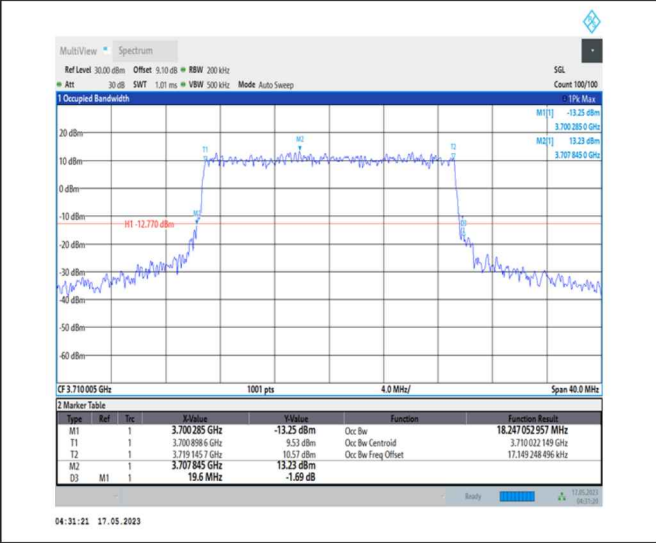 MultiView Spectrum
Ref Level 30.00 dBm Offset 9.10 dB RBW 200 kHz SGL
Att 30 dB SWT 1.01 ms VBW 500 kHz Mode Auto Sweep Count 100/100
1 Occupied Bandwidth 1Pk Max
M1[1] -13.25 dBm
3.700 285 0 GHz
M2[1] 13.23 dBm
3.707 845 0 GHz
20 dBm
T1 M2 T2
10 dBm
0 dBm
-10 dBm
H1 -12.770 dBm
-20 dBm
-30 dBm
-40 dBm
-50 dBm
-60 dBm
CF 3.710 005 GHz 1001 pts 4.0 MHz/ Span 40.0 MHz
2 Marker Table
Type Ref Trc X-Value Y-Value Function Function Result
M1 1 3.700 285 GHz -13.25 dBm Occ Bw 18.247 052 957 MHz
T1 1 3.700 898 6 GHz 9.53 dBm Occ Bw Centroid 3.710 022 149 GHz
T2 1 3.719 145 7 GHz 10.57 dBm Occ Bw Freq Offset 17.149 248 496 kHz
M2 1 3.707 845 GHz 13.23 dBm
D3 M1 1 19.6 MHz -1.69 dB
Ready 17.05.2023
04:31:20
04:31:21 17.05.2023